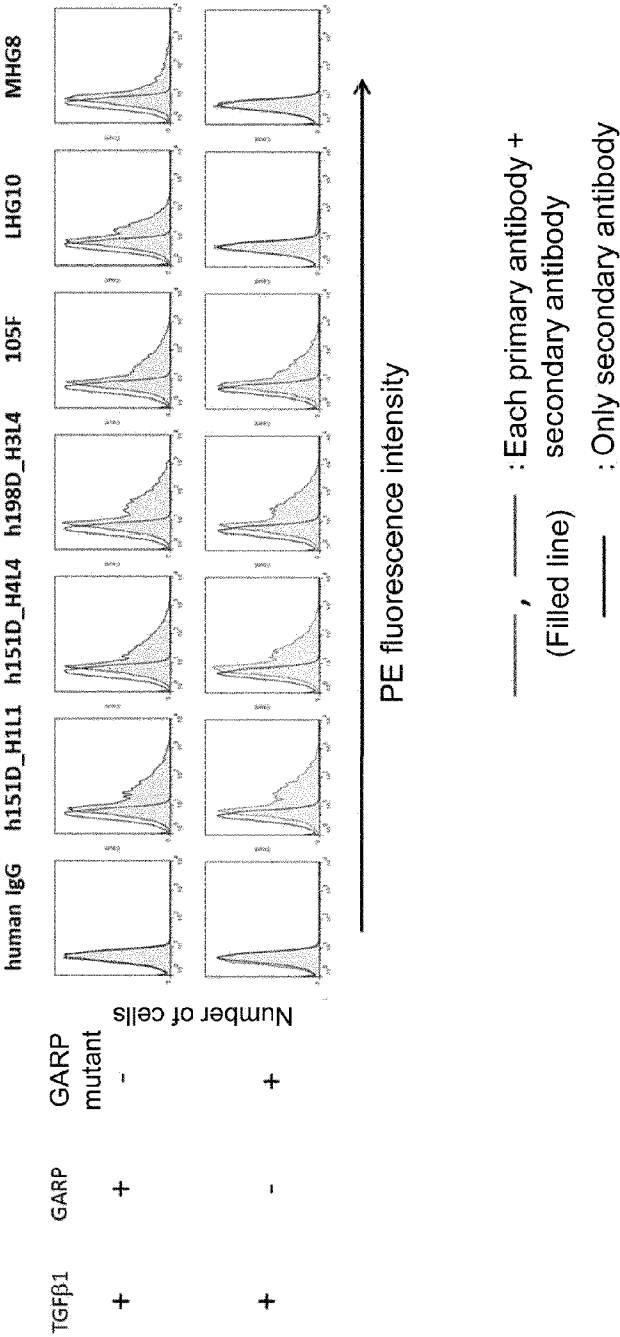 TGFβ1 GARP GARP mutant human IgG h151D_H1L1 h151D_H4L4 h198D_H3L4 105F LHG10 MHG8
+ + -
+ - +
Number of cells
PE fluorescence intensity
, : Each primary antibody +
(Filled line) secondary antibody
: Only secondary antibody